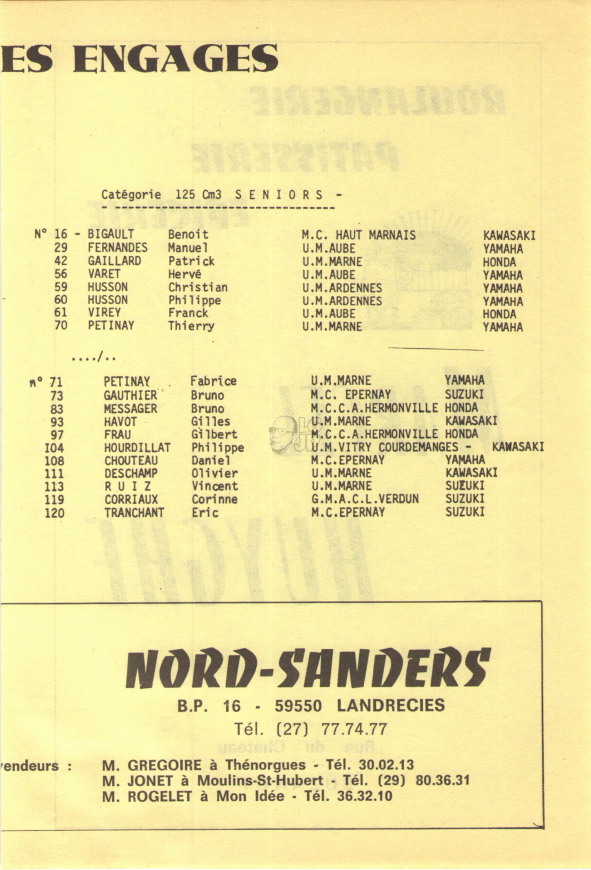 ES ENGAGES
Catégorie 125 Cm3 S E N I O R S -
N° 16 - BIGAULT Benoit M.C. HAUT MARNAIS KAWASAKI
29 FERNANDES Manuel U.M.AUBE YAMAHA
42 GAILLARD Patrick U.M.MARNE HONDA
56 VARET Hervé U.M.AUBE YAMAHA
59 HUSSON Christian U.M.ARDENNES YAMAHA
60 HUSSON Philippe U.M.ARDENNES YAMAHA
61 VIREY Franck U.M.AUBE HONDA
70 PETINAY Thierry U.M.MARNE YAMAHA
..../..
n° 71 PETINAY Fabrice U.M.MARNE YAMAHA
73 GAUTHIER Bruno M.C. EPERNAY SUZUKI
83 MESSAGER Bruno M.C.C.A.HERMONVILLE HONDA
93 HAVOT Gilles U.M.MARNE KAWASAKI
97 FRAU Gilbert M.C.C.A.HERMONVILLE HONDA
I04 HOURDILLAT Philippe U.M.VITRY COURDEMANGES - KAWASAKI
108 CHOUTEAU Daniel M.C.EPERNAY YAMAHA
111 DESCHAMP Olivier U.M.MARNE KAWASAKI
113 R U I Z Vincent U.M.MARNE SUZUKI
119 CORRIAUX Corinne G.M.A.C.L.VERDUN SUZUKI
120 TRANCHANT Eric M.C.EPERNAY SUZUKI
NORD-SANDERS
B.P. 16 - 59550 LANDRECIES
Tél. (27) 77.74.77
endeurs : M. GREGOIRE à Thénorgues - Tél. 30.02.13
M. JONET à Moulins-St-Hubert - Tél. (29) 80.36.31
M. ROGELET à Mon Idée - Tél. 36.32.10